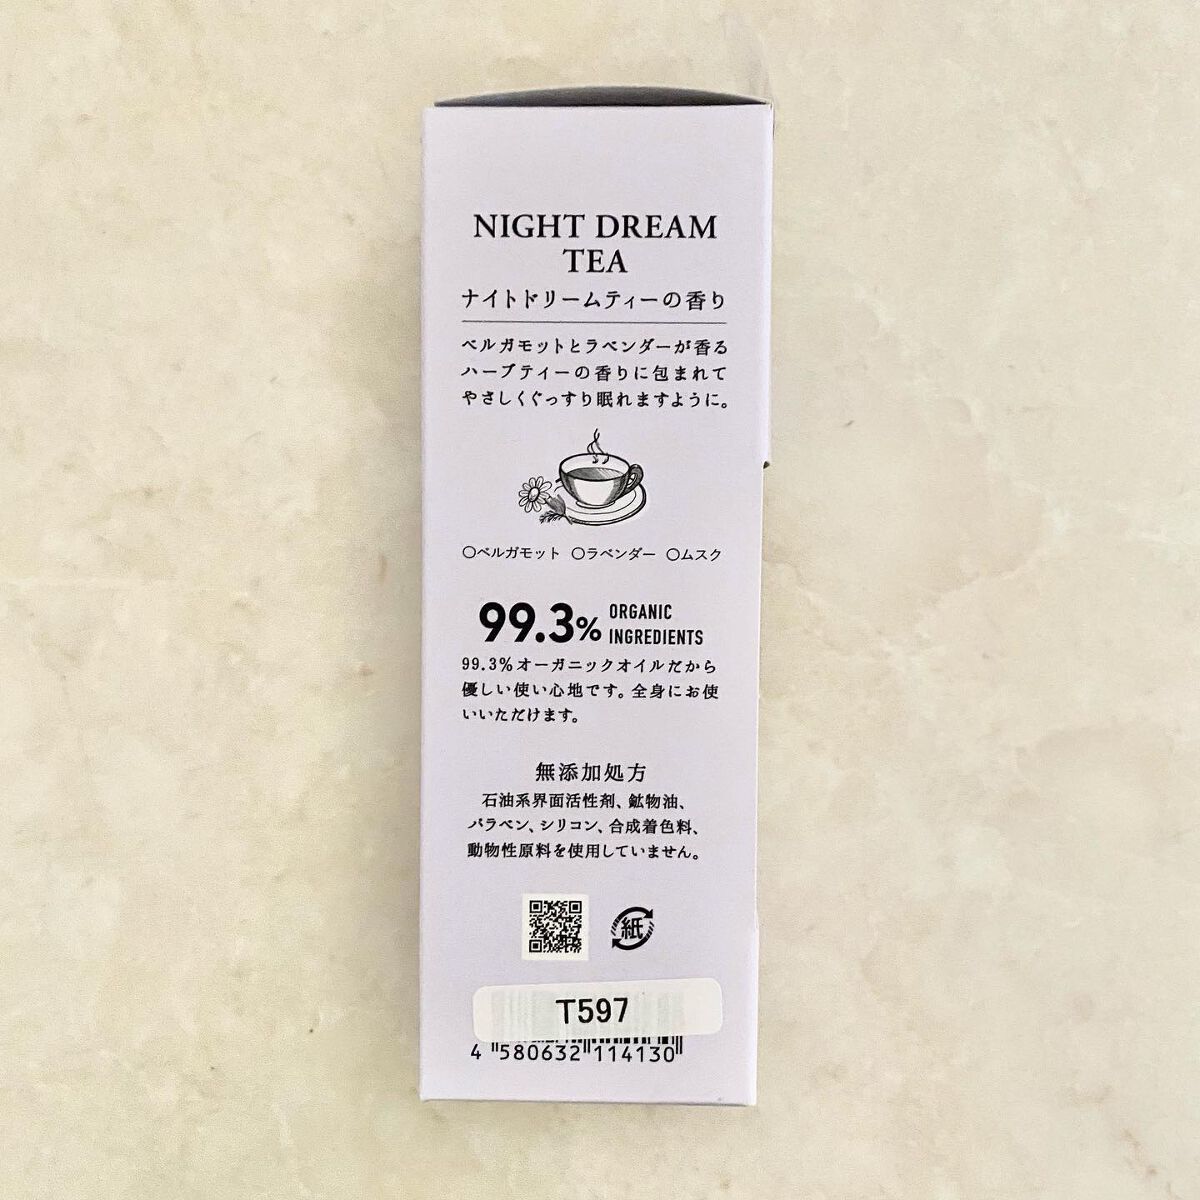 NIGHT DREAM
TEA
ナイトドリームティーの香り
ベルガモットとラベンダーが香る
ハーブティーの香りに包まれて
やさしくぐっすり眠れますように。
○ベルガモット ○ラベンダー ○ムスク
99.3% ORGANIC
INGREDIENTS
99.3%オーガニックオイルだから
優しい使い心地です。全身にお使
いいただけます。
無添加処方
石油系界面活性剤、鉱物油、
パラベン、シリコン、合成着色料、
動物性原料を使用していません。
紙
T597
4 580632 114130